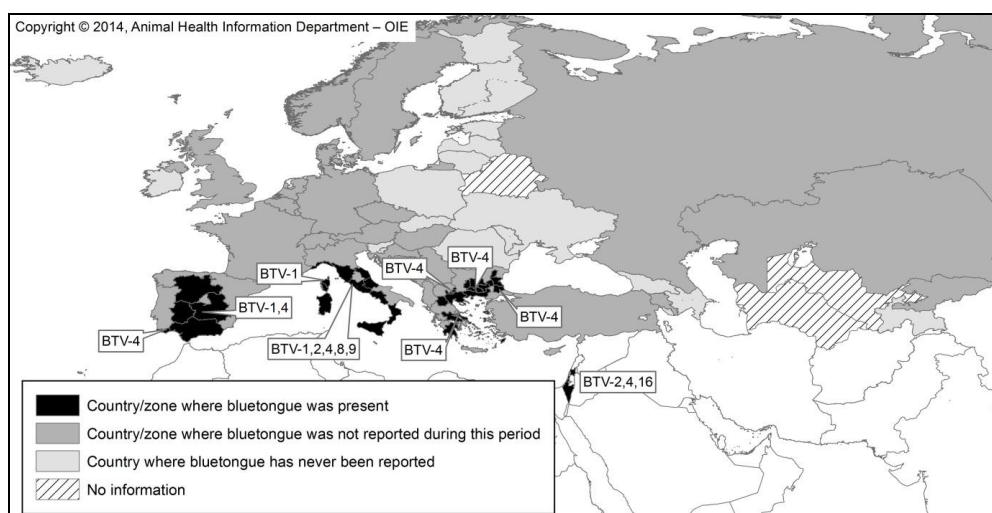 Copyright © 2014, Animal Health Information Department – OIE
BTV-1
BTV-4
BTV-4
BTV-1,4
BTV-4
BTV-4
BTV-1,2,4,8,9
BTV-4
BTV-2,4,16
Country/zone where bluetongue was present
Country/zone where bluetongue was not reported during this period
Country where bluetongue has never been reported
No information